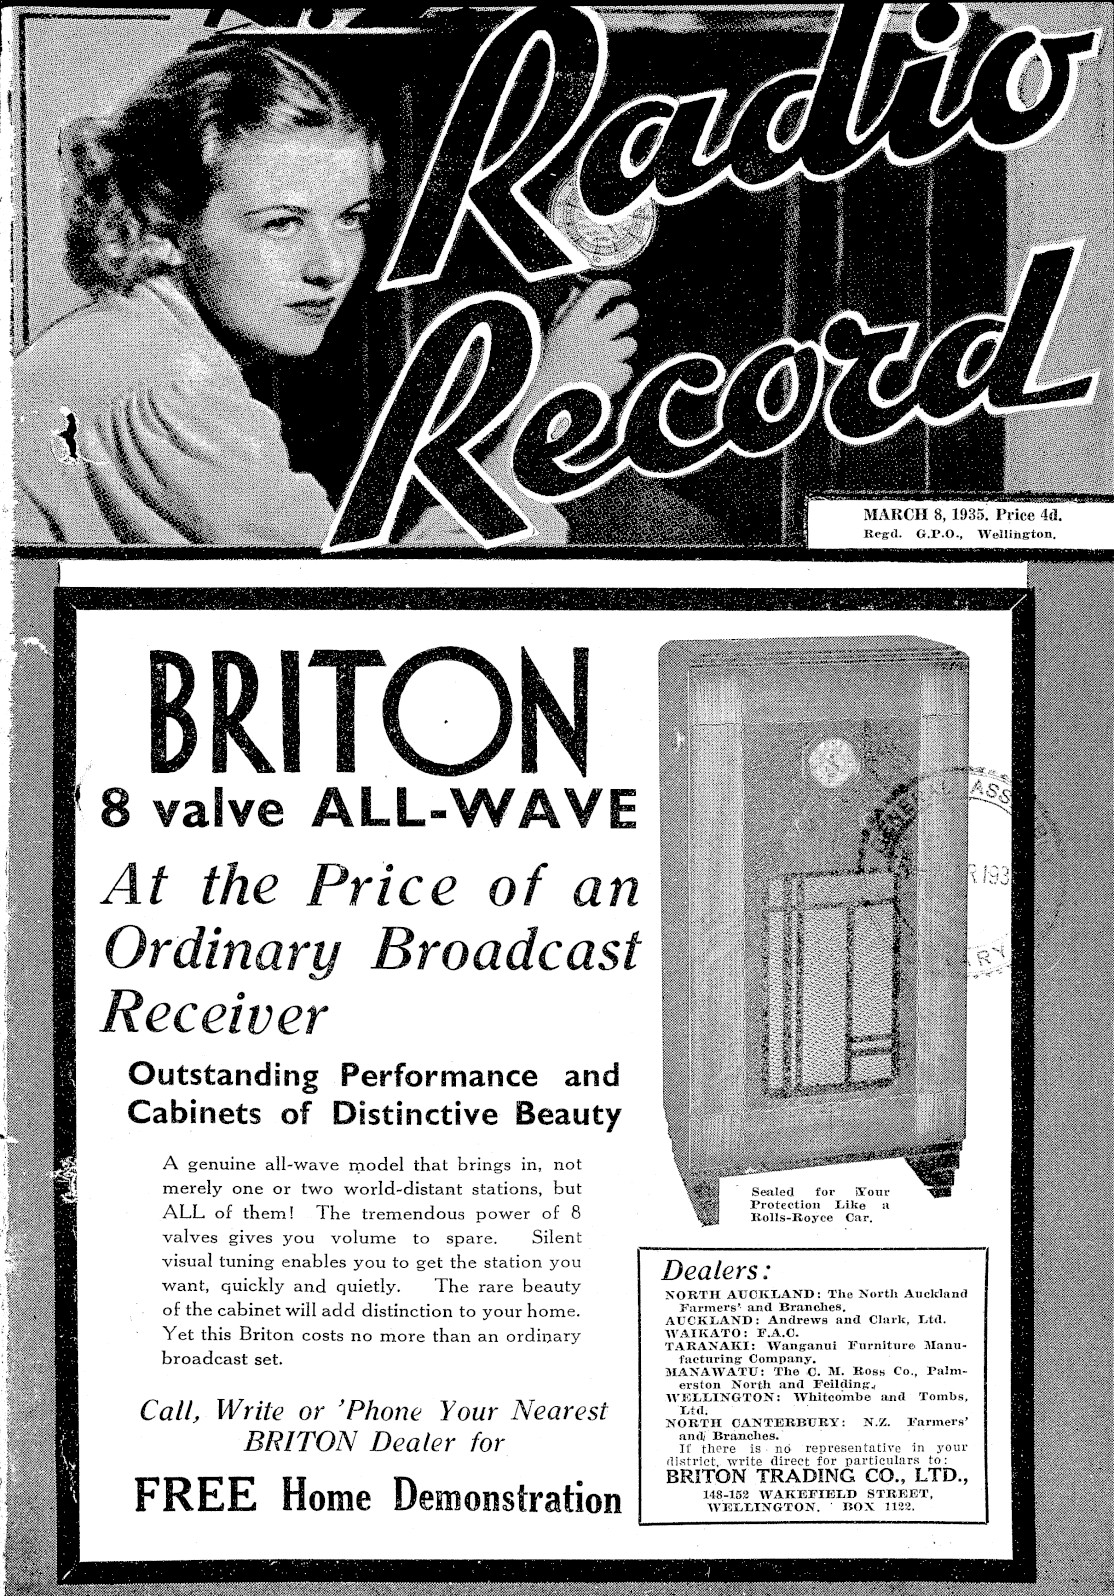 Radio
Record
MARCH 8, 1935. Price 4d.
Regd. G.P.O., Wellington.
BRITON
8 valve ALL-WAVE
At the Price of an
Ordinary Broadcast
Receiver
Outstanding Performance and
Cabinets of Distinctive Beauty
A genuine all-wave model that brings in, not
merely one or two world-distant stations, but
ALL of them! The tremendous power of 8
valves gives you volume to spare. Silent
visual tuning enables you to get the station you
want, quickly and quietly. The rare beauty
of the cabinet will add distinction to your home.
Yet this Briton costs no more than an ordinary
broadcast set.
Call, Write or 'Phone Your Nearest
BRITON Dealer for
FREE Home Demonstration
Sealed for Your
Protection Like a
Rolls-Royce Car.
Dealers:
NORTH AUCKLAND: The North Auckland
Farmers' and Branches.
AUCKLAND: Andrews and Clark, Ltd.
WAIKATO: F.A.C.
TARANAKI: Wanganui Furniture Manu-
facturing Company.
MANAWATU: The C. M. Ross Co., Palm-
erston North and Feilding.
WELLINGTON: Whitcombe and Tombs,
Ltd.
NORTH CANTERBURY: N.Z. Farmers'
and Branches.
If there is no representative in your
district, write direct for particulars to:
BRITON TRADING CO., LTD.,
148-152 WAKEFIELD STREET,
WELLINGTON. BOX 1122.